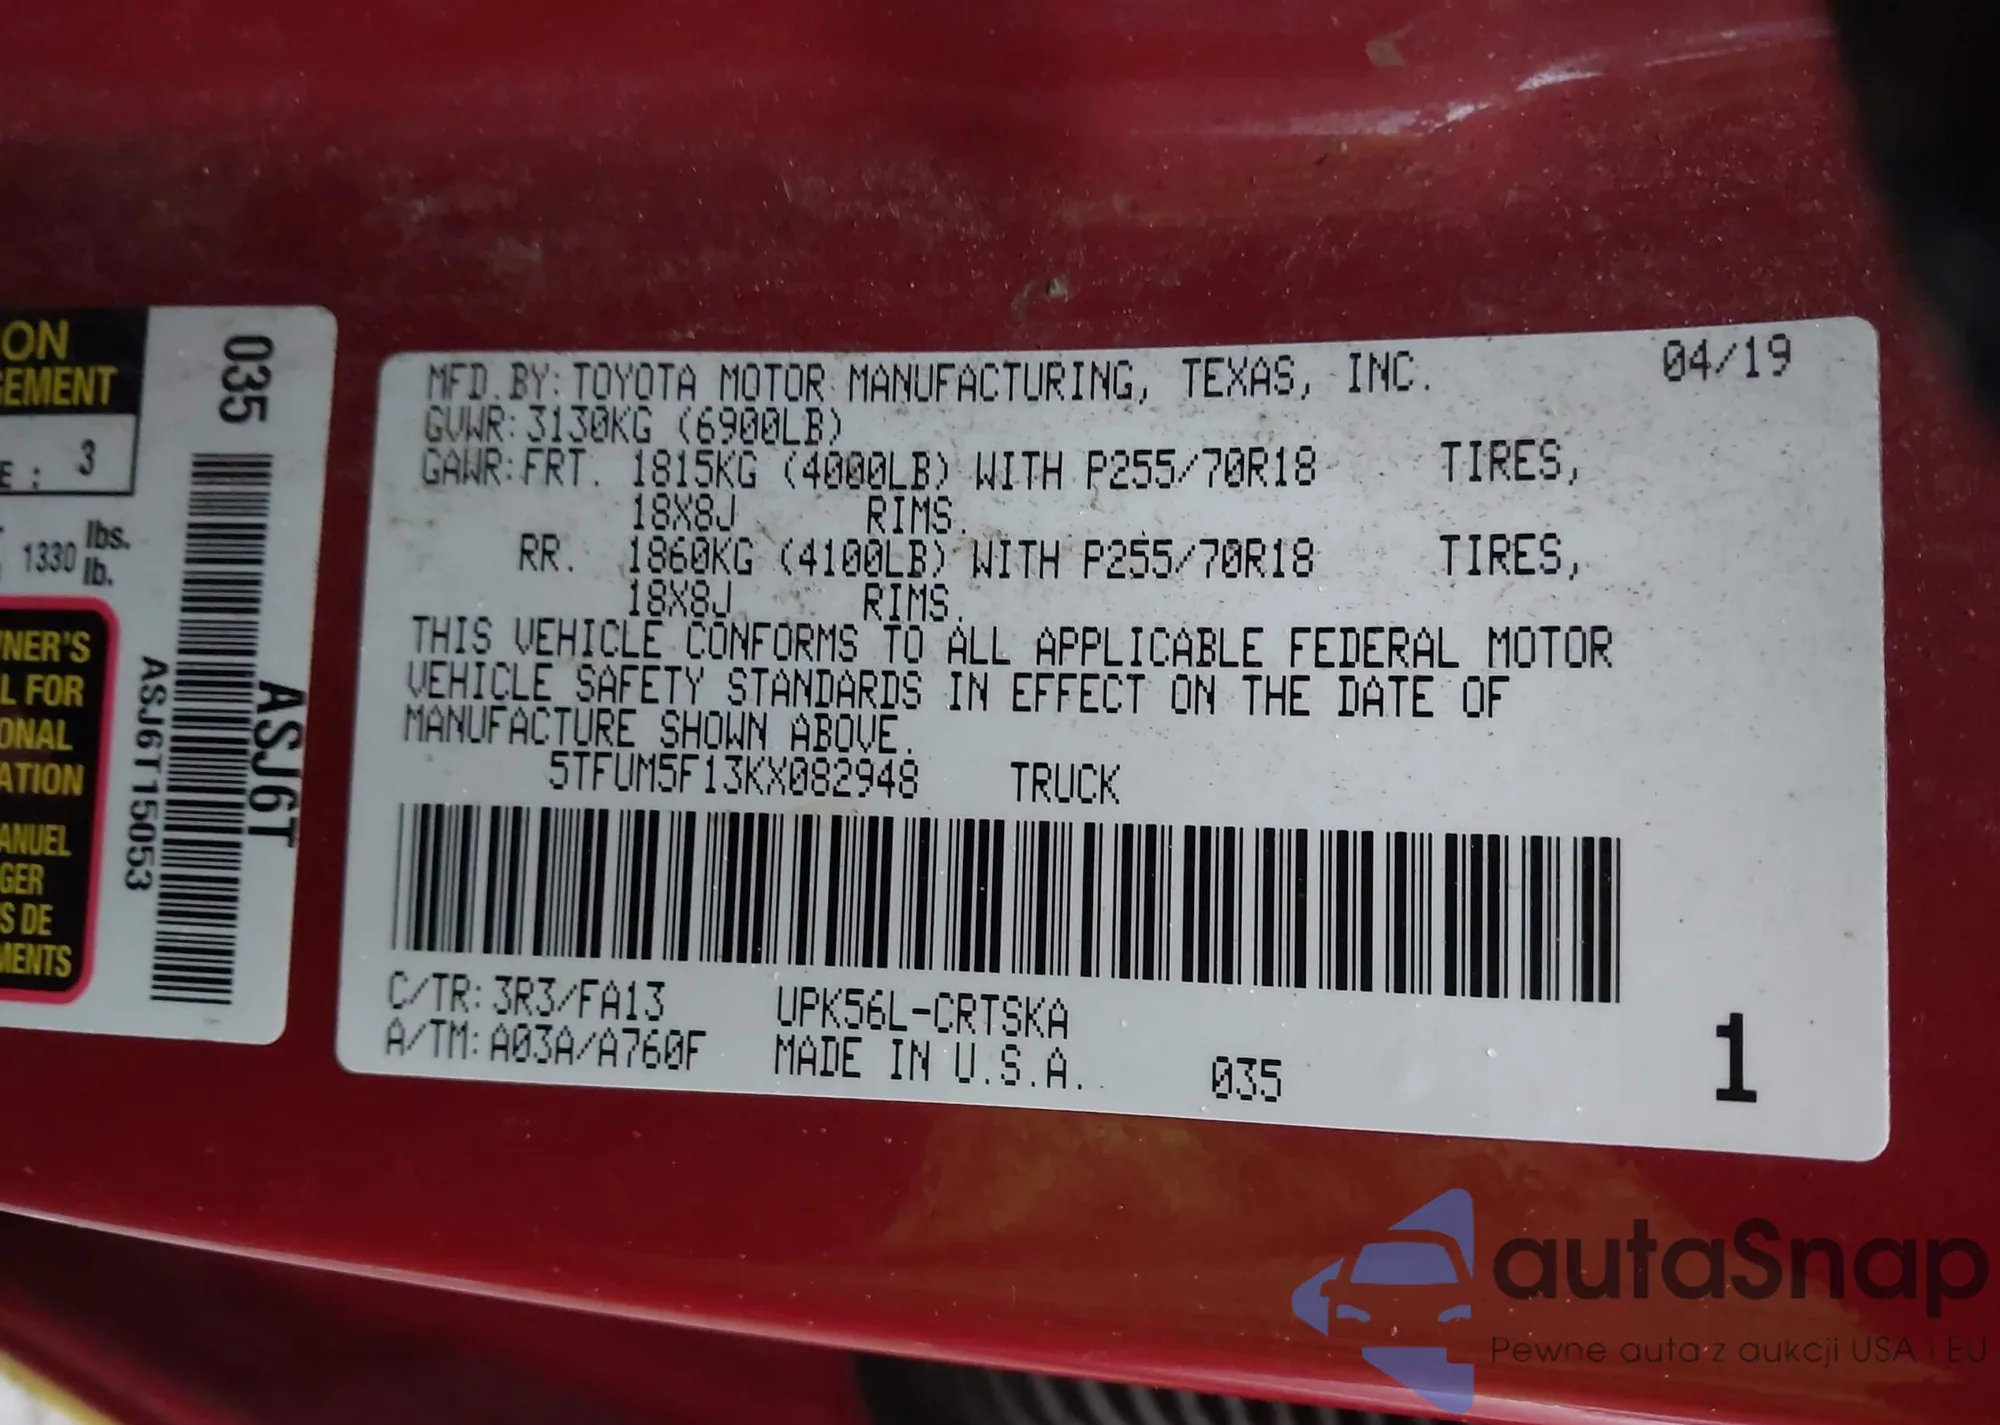 ON
GEMENT
E : 3
1330 lbs.
lb.
NER'S
L FOR
ONAL
ATION
ANUEL
GER
S DE
MENTS
035
ASJ6T15053
ASJ6T
MFD.BY:TOYOTA MOTOR MANUFACTURING, TEXAS, INC. 04/19
GVWR:3130KG (6900LB)
GAWR:FRT. 1815KG (4000LB) WITH P255/70R18 TIRES,
18X8J RIMS.
RR. 1860KG (4100LB) WITH P255/70R18 TIRES,
18X8J RIMS.
THIS VEHICLE CONFORMS TO ALL APPLICABLE FEDERAL MOTOR
VEHICLE SAFETY STANDARDS IN EFFECT ON THE DATE OF
MANUFACTURE SHOWN ABOVE.
5TFUM5F13KX082948 TRUCK
C/TR:3R3/FA13 UPK56L-CRTSKA
A/TM:A03A/A760F MADE IN U.S.A. 035 1
autaSnap
Pewne auta z aukcji USA i EU